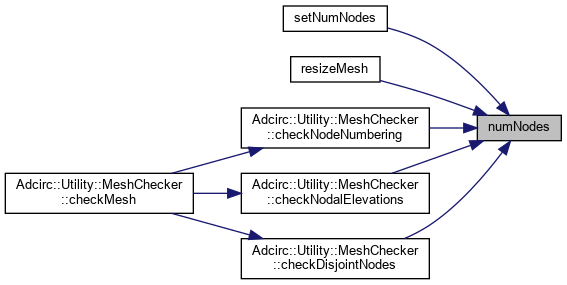 setNumNodes
resizeMesh
numNodes
Adcirc::Utility::MeshChecker
::checkNodeNumbering
Adcirc::Utility::MeshChecker
::checkMesh
Adcirc::Utility::MeshChecker
::checkNodalElevations
Adcirc::Utility::MeshChecker
::checkDisjointNodes